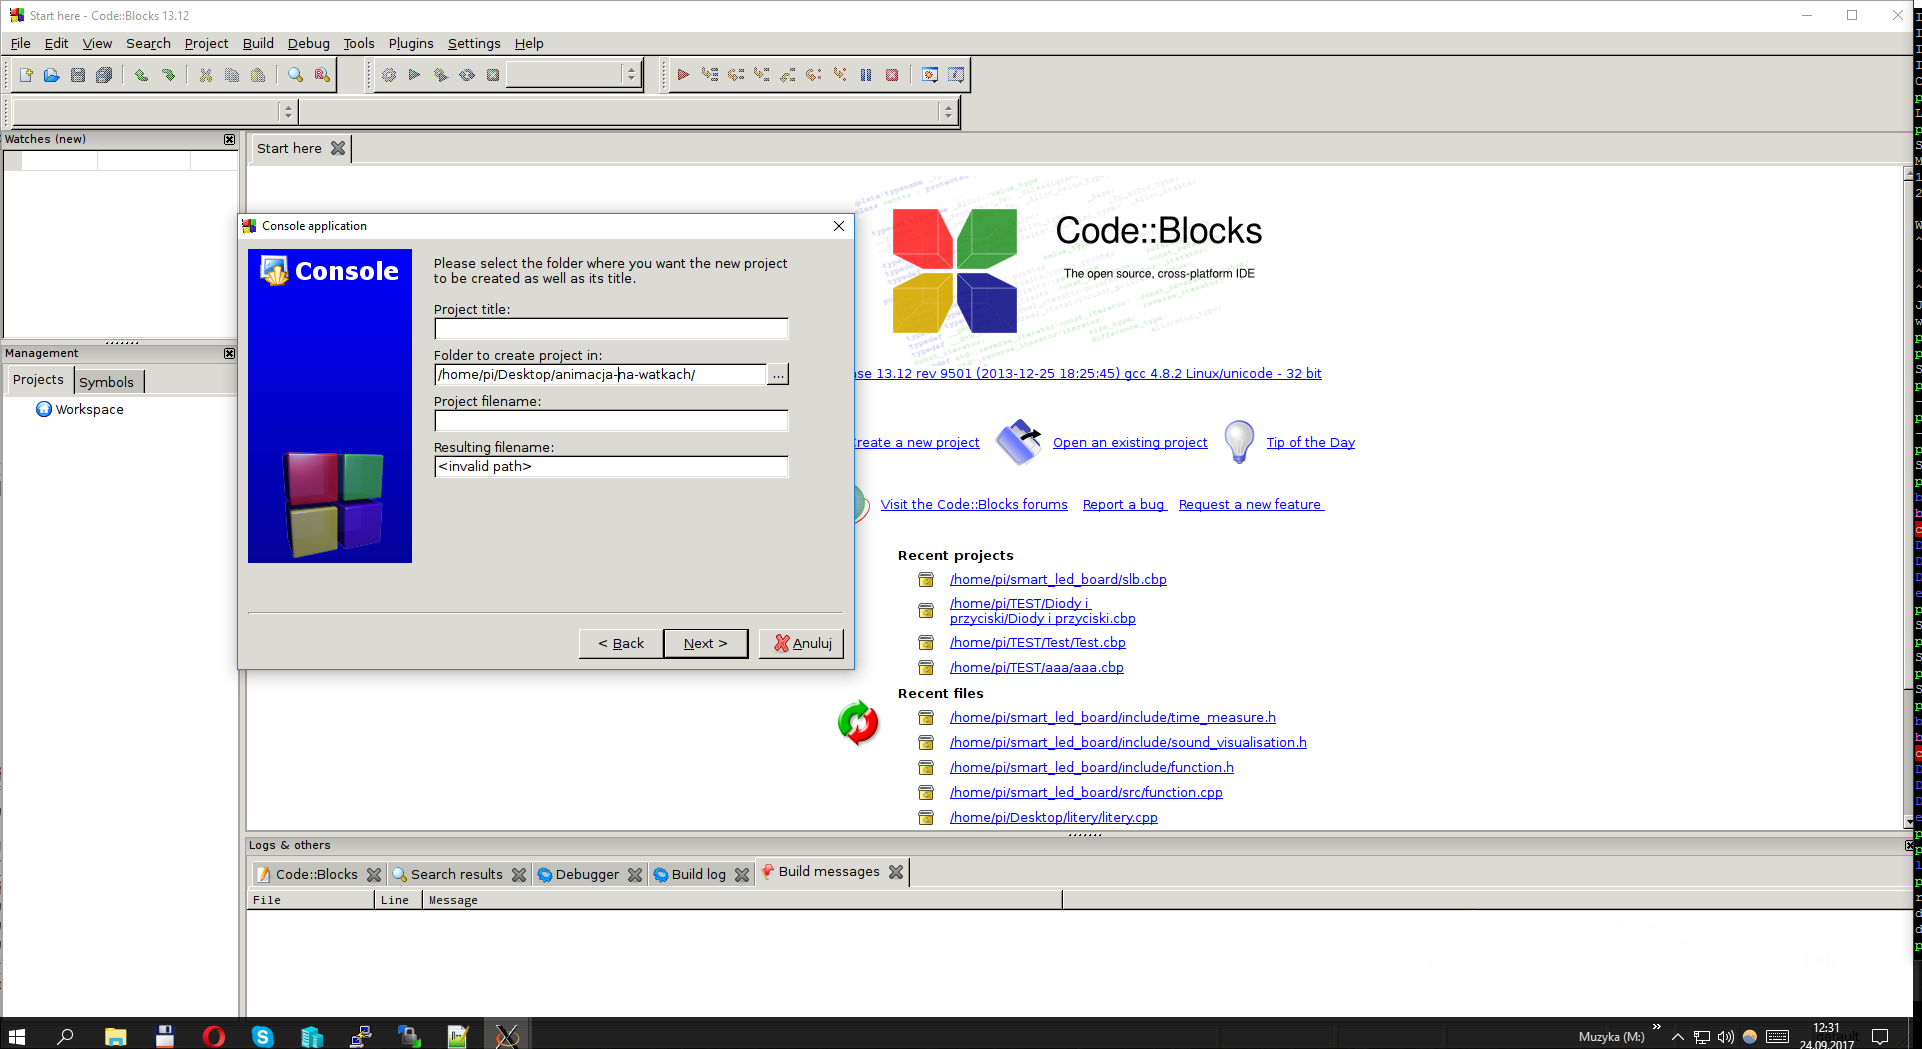 Start here - Code::Blocks 13.12
File Edit View Search Project Build Debug Tools Plugins Settings Help
Watches (new)
Start here
Console application
Console
Please select the folder where you want the new project
to be created as well as its title.
Project title:
Folder to create project in:
/home/pi/Desktop/animacja-na-watkach/
...
Project filename:
Resulting filename:
<invalid path>
< Back
Next >
Anuluj
Management
Projects Symbols
Workspace
Code::Blocks
The open source, cross-platform IDE
13.12 rev 9501 (2013-12-25 18:25:45) gcc 4.8.2 Linux/unicode - 32 bit
reate a new project
Open an existing project
Tip of the Day
Visit the Code::Blocks forums
Report a bug
Request a new feature
Recent projects
/home/pi/smart_led_board/slb.cbp
/home/pi/TEST/Diody i
przyciski/Diody i przyciski.cbp
/home/pi/TEST/Test/Test.cbp
/home/pi/TEST/aaa/aaa.cbp
Recent files
/home/pi/smart_led_board/include/time_measure.h
/home/pi/smart_led_board/include/sound_visualisation.h
/home/pi/smart_led_board/include/function.h
/home/pi/smart_led_board/src/function.cpp
/home/pi/Desktop/litery/litery.cpp
Logs & others
Code::Blocks Search results Debugger Build log Build messages
File Line Message
Muzyka (M:)
12:31
24.09.2017